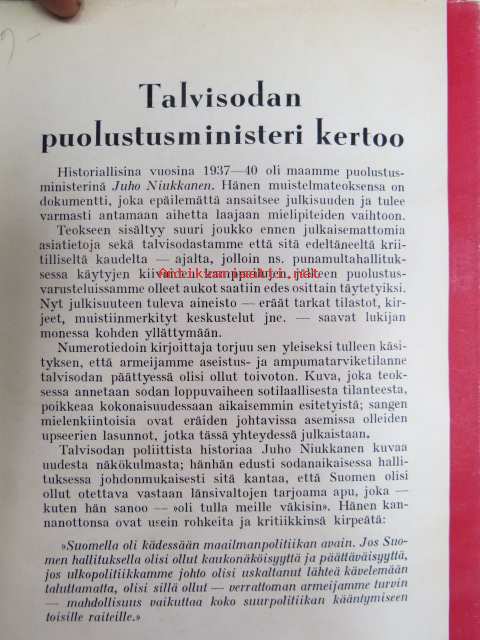 Talvisodan
puolustusministeri kertoo
Historiallisina vuosina 1937—40 oli maamme puolustus-
ministerinä Juho Niukkanen. Hänen muistelmateoksensa on
dokumentti, joka epäilemättä ansaitsee julkisuuden ja tulee
varmasti antamaan aihetta laajaan mielipiteiden vaihtoon.
Teokseen sisältyy suuri joukko ennen julkaisemattomia
asiatietoja sekä talvisodastamme että sitä edeltäneeltä krii-
tilliseltä kaudelta — ajalta, jolloin ns. punamultahallituk-
sessa käytyjen kiivaiden kamppailujen jälkeen puolustus-
varusteluissamme olleet aukot saatiin edes osittain täytetyiksi.
Nyt julkisuuteen tuleva aineisto — eräät tarkat tilastot, kir-
jeet, muistiinmerkityt keskustelut jne. — saavat lukijan
monessa kohden yllättymään.
Numerotiedoin kirjoittaja torjuu sen yleiseksi tulleen käsi-
tyksen, että armeijamme aseistus- ja ampumatarviketilanne
talvisodan päättyessä olisi ollut toivoton. Kuva, joka teok-
sessa annetaan sodan loppuvaiheen sotilaallisesta tilanteesta,
poikkeaa kokonaisuudessaan aikaisemmin esitetyistä; sangen
mielenkiintoisia ovat eräiden johtavissa asemissa olleiden
upseerien lausunnot, jotka tässä yhteydessä julkaistaan.
Talvisodan poliittista historiaa Juho Niukkanen kuvaa
uudesta näkökulmasta; hänhän edusti sodanaikaisessa halli-
tuksessa johdonmukaisesti sitä kantaa, että Suomen olisi
ollut otettava vastaan länsivaltojen tarjoama apu, joka —
kuten hän sanoo — »oli tulla meille väkisin». Hänen kan-
nanottonsa ovat usein rohkeita ja kritiikkinsä kirpeätä:
»Suomella oli kädessään maailmanpolitiikan avain. Jos Suo-
men hallituksella olisi ollut kaukonäköisyyttä ja päättäväisyyttä,
jos ulkopolitiikkamme johto olisi uskaltanut lähteä kävelemään
taluttamatta, olisi sillä ollut — verrattoman armeijamme turvin
— mahdollisuus vaikuttaa koko suurpolitiikan kääntymiseen
toisille raiteille.»